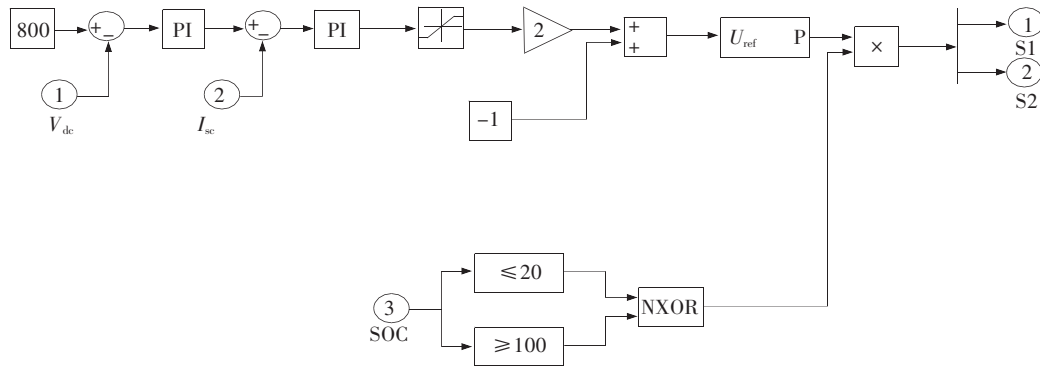 800
+
−
PI
+
−
PI
2
+
+
U_ref P
×
1
S1
2
S2
1
V_dc
2
I_sc
−1
≤20
3
SOC
NXOR
≥100